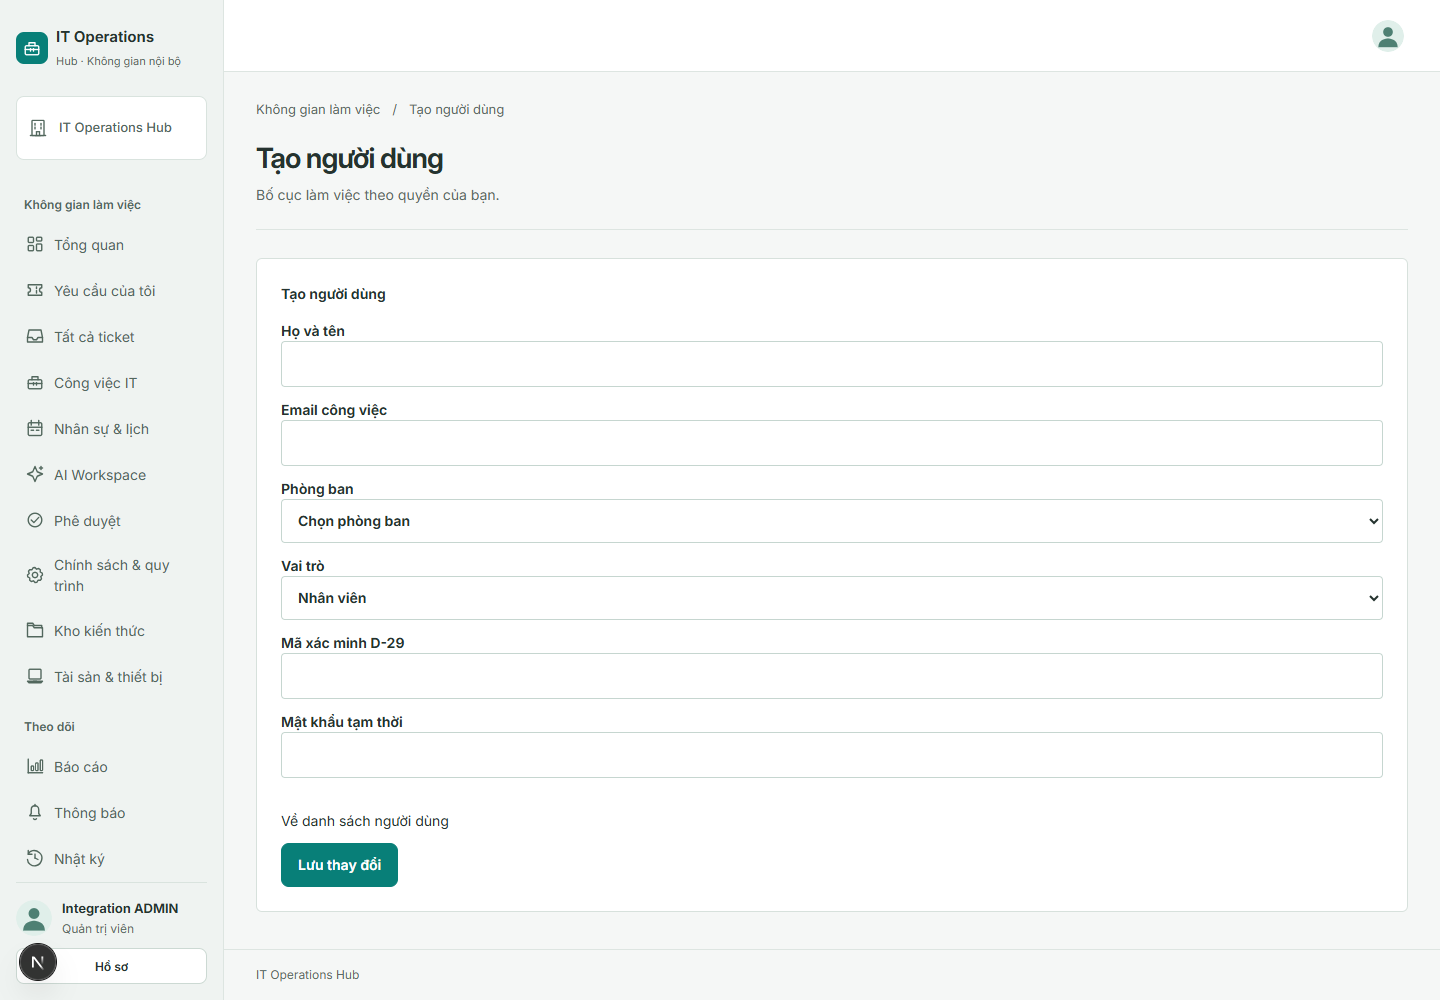 IT Operations
Hub · Không gian nội bộ
IT Operations Hub
Không gian làm việc
Tổng quan
Yêu cầu của tôi
Tất cả ticket
Công việc IT
Nhân sự & lịch
AI Workspace
Phê duyệt
Chính sách & quy
trình
Kho kiến thức
Tài sản & thiết bị
Theo dõi
Báo cáo
Thông báo
Nhật ký
Integration ADMIN
Quản trị viên
N
Hồ sơ
Không gian làm việc / Tạo người dùng
Tạo người dùng
Bố cục làm việc theo quyền của bạn.
Tạo người dùng
Họ và tên
Email công việc
Phòng ban
Chọn phòng ban
Vai trò
Nhân viên
Mã xác minh D-29
Mật khẩu tạm thời
Về danh sách người dùng
Lưu thay đổi
IT Operations Hub